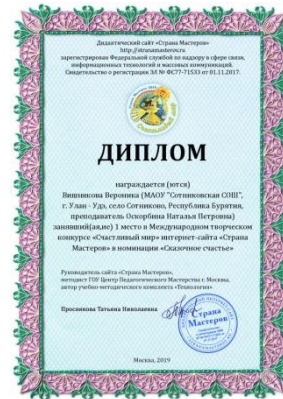 Дидактический сайт «Страна Мастеров»
http://stranamasterov.ru
зарегистрирован Федеральной службой по надзору в сфере связи,
информационных технологий и массовых коммуникаций.
Свидетельство о регистрации ЭЛ № ФС77-71533 от 01.11.2017.
ДИПЛОМ
награждается (ются)
Вишнякова Вероника (МАОУ "Сотниковская СОШ",
г. Улан - Удэ, село Сотниково, Республика Бурятия,
преподаватель Оскорбина Наталья Петровна)
занявший(ая,ие) 1 место в Международном творческом
конкурсе «Счастливый мир» интернет-сайта «Страна
Мастеров» в номинации «Сказочное счастье»
Руководитель сайта «Страна Мастеров»,
методист ГОУ Центр Педагогического Мастерства г. Москвы,
автор учебно-методического комплекта «Технология»
Просвякова Татьяна Николаевна
Страна
Мастеров
Москва, 2019